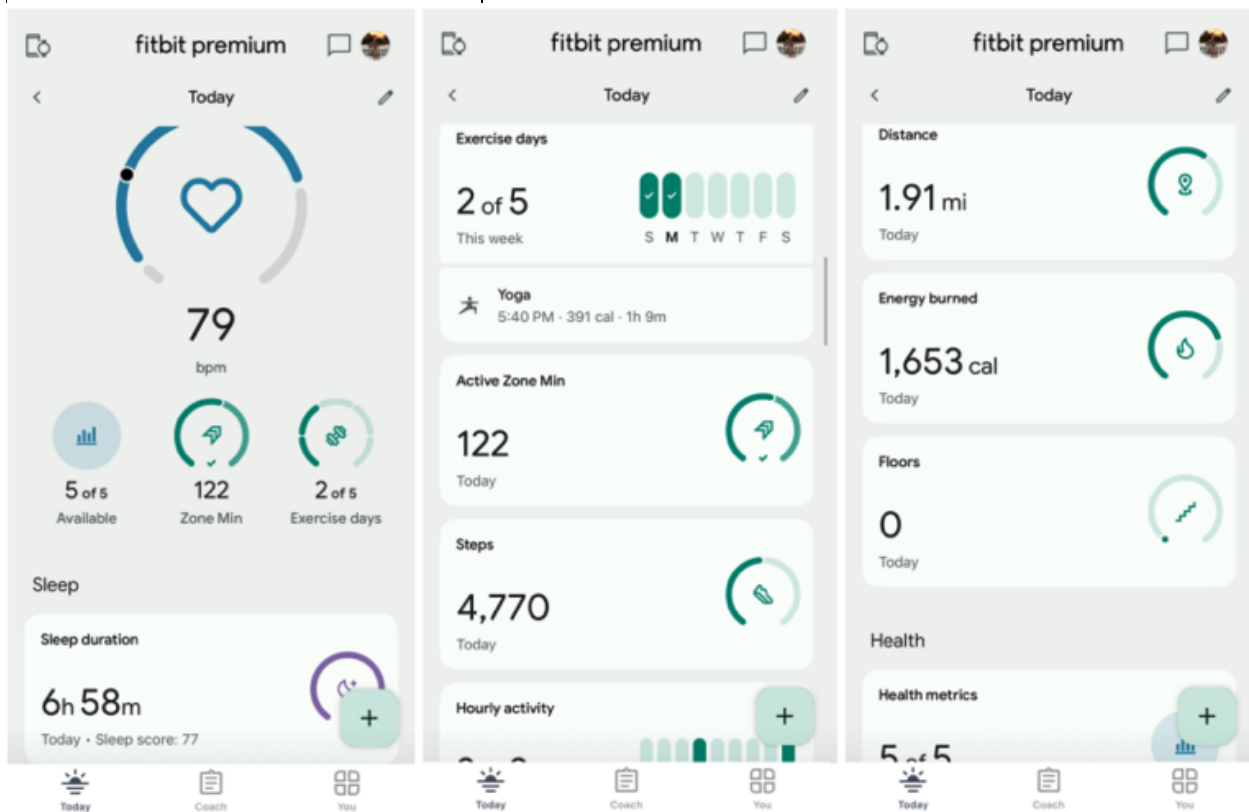 fitbit premium
Today
79
bpm
5 of 5
Available
122
Zone Min
2 of 5
Exercise days
Sleep
Sleep duration
6h 58m
Today • Sleep score: 77
+
Today
Coach
You
fitbit premium
Today
Exercise days
2 of 5
This week
S M T W T F S
Yoga
5:40 PM · 391 cal · 1h 9m
Active Zone Min
122
Today
Steps
4,770
Today
Hourly activity
+
Today
Coach
You
fitbit premium
Today
Distance
1.91 mi
Today
Energy burned
1,653 cal
Today
Floors
0
Today
Health
Health metrics
5 of 5
+
Today
Coach
You